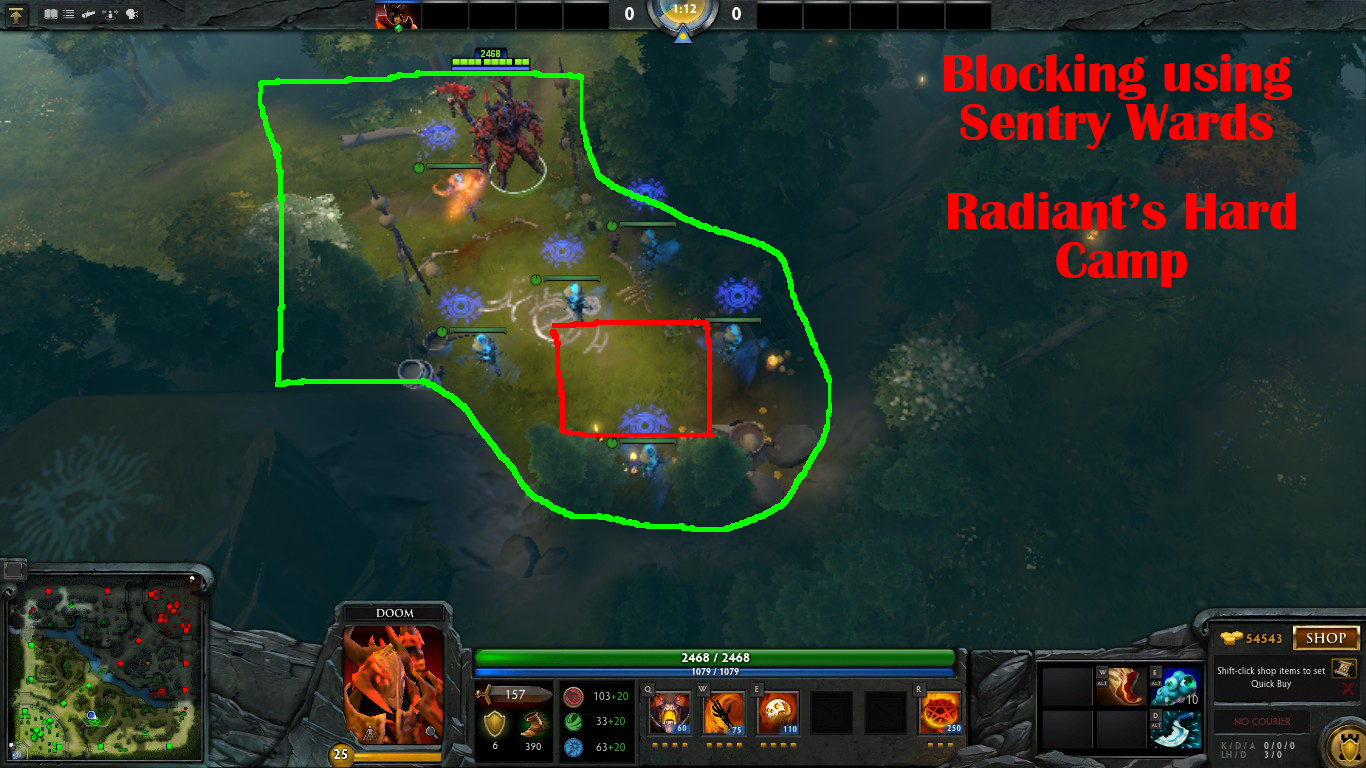 0
1:12
0
Blocking using
Sentry Wards
Radiant's Hard
Camp
2468
DOOM
25
2468 / 2468
1079 / 1079
157
6
390
103+20
33+20
63+20
Q
60
W
75
E
110
R
250
W
ALT
E
ALT
10
D
ALT
54543
SHOP
Shift-click shop items to set
Quick Buy
NO COURIER
K / D / A 0/0/0
LH / D 3/0